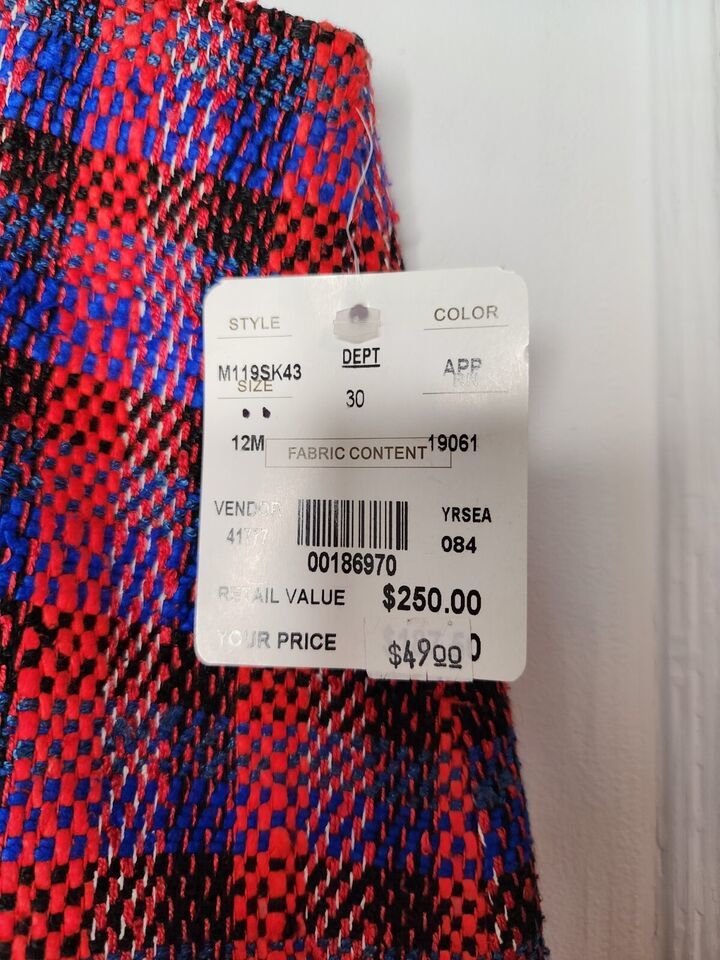 STYLE
COLOR
DEPT
M119SK43
SIZE
30
12M
FABRIC CONTENT
19061
VENDOR
41777
YRSEA
084
00186970
RETAIL VALUE $250.00
YOUR PRICE $4900